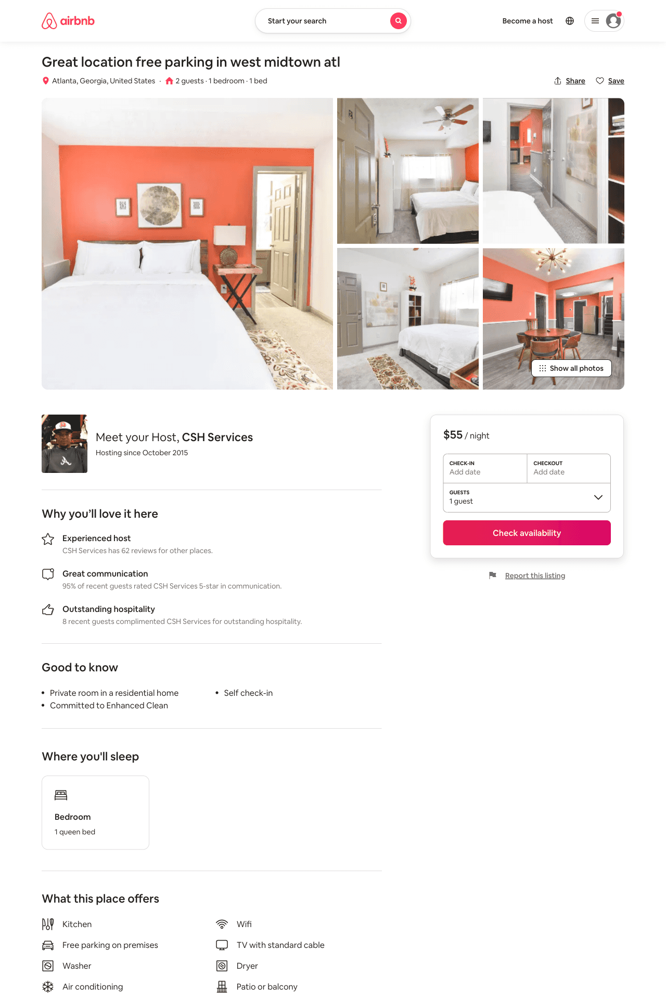 airbnb
Start your search
Become a host
Great location free parking in west midtown atl
Atlanta, Georgia, United States · 2 guests · 1 bedroom · 1 bed
Share
Save
2
Show all photos
Meet your Host, CSH Services
Hosting since October 2015
$55 / night
CHECK-IN
Add date
CHECKOUT
Add date
GUESTS
1 guest
Check availability
Report this listing
Why you’ll love it here
Experienced host
CSH Services has 62 reviews for other places.
Great communication
95% of recent guests rated CSH Services 5-star in communication.
Outstanding hospitality
8 recent guests complimented CSH Services for outstanding hospitality.
Good to know
• Private room in a residential home
• Self check-in
• Committed to Enhanced Clean
Where you'll sleep
Bedroom
1 queen bed
What this place offers
Kitchen
Wifi
Free parking on premises
TV with standard cable
Washer
Dryer
Air conditioning
Patio or balcony